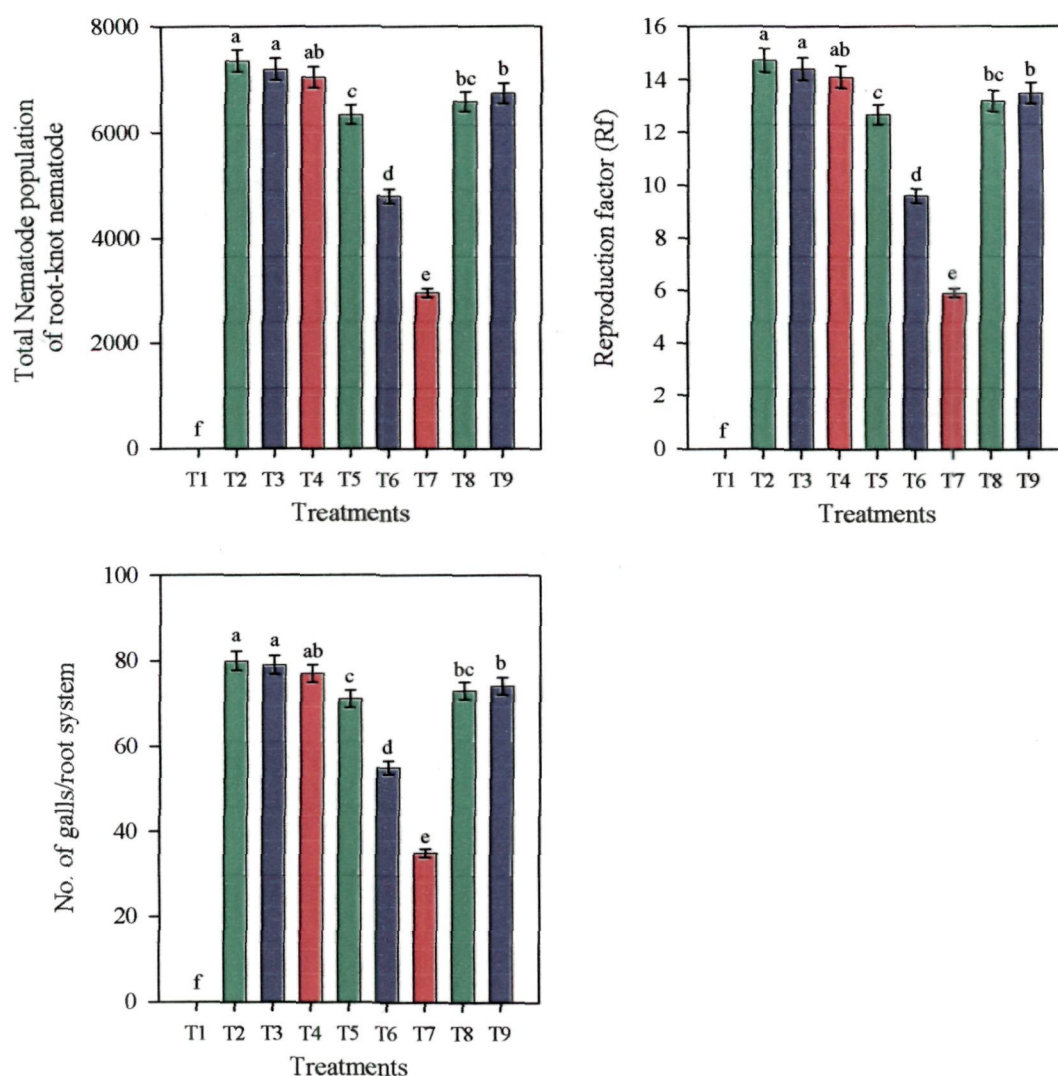 Total Nematode population
of root-knot nematode
8000
6000
4000
2000
0
f
a
a
ab
c
d
e
bc
b
T1 T2 T3 T4 T5 T6 T7 T8 T9
Treatments
Reproduction factor (Rf)
16
14
12
10
8
6
4
2
0
f
a
a
ab
c
d
e
bc
b
T1 T2 T3 T4 T5 T6 T7 T8 T9
Treatments
No. of galls/root system
100
80
60
40
20
0
f
a
a
ab
c
d
e
bc
b
T1 T2 T3 T4 T5 T6 T7 T8 T9
Treatments